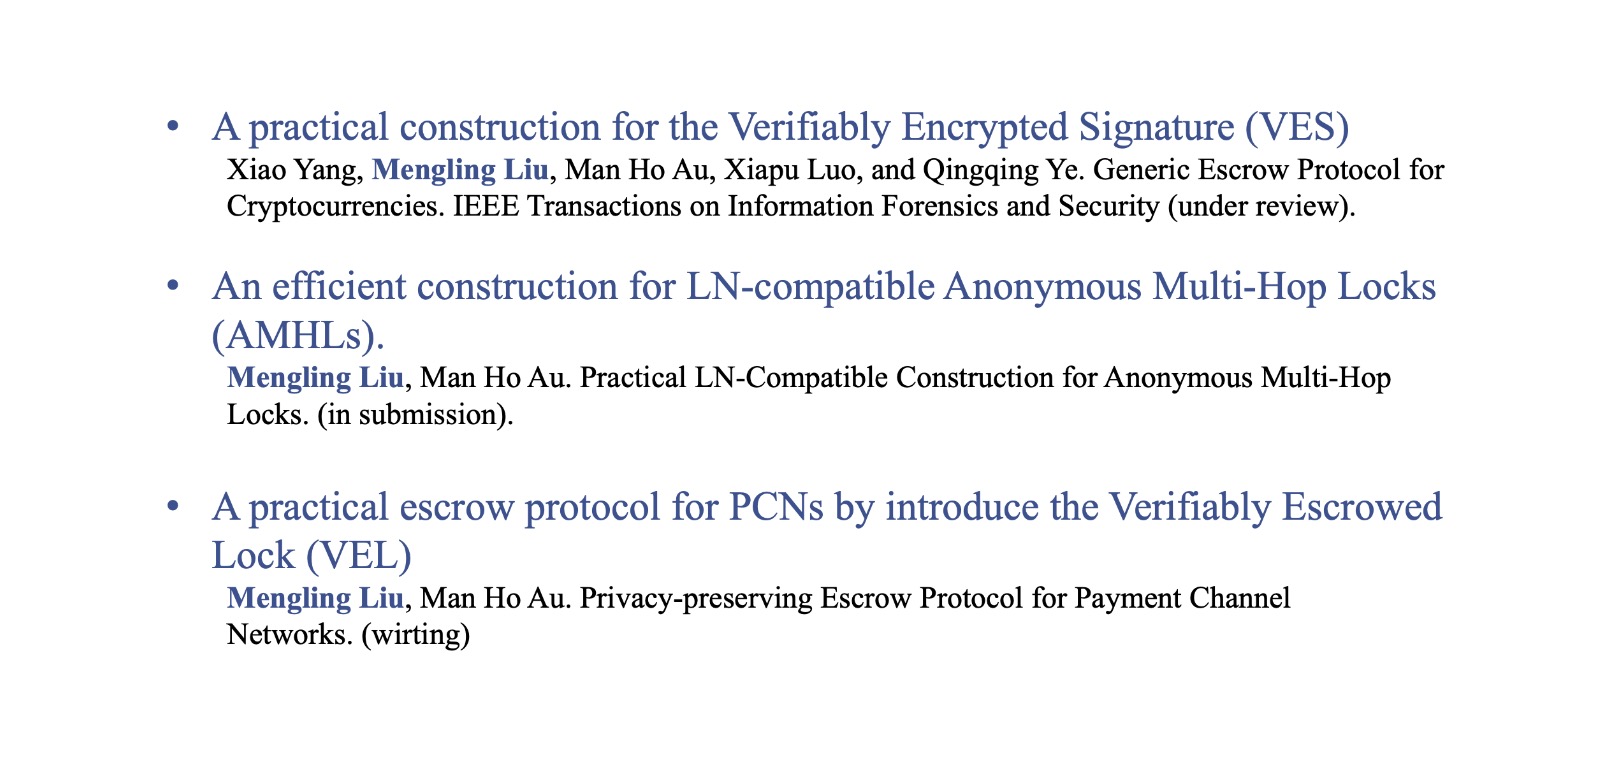 • A practical construction for the Verifiably Encrypted Signature (VES)
Xiao Yang, Mengling Liu, Man Ho Au, Xiapu Luo, and Qingqing Ye. Generic Escrow Protocol for
Cryptocurrencies. IEEE Transactions on Information Forensics and Security (under review).
• An efficient construction for LN-compatible Anonymous Multi-Hop Locks
(AMHLs).
Mengling Liu, Man Ho Au. Practical LN-Compatible Construction for Anonymous Multi-Hop
Locks. (in submission).
• A practical escrow protocol for PCNs by introduce the Verifiably Escrowed
Lock (VEL)
Mengling Liu, Man Ho Au. Privacy-preserving Escrow Protocol for Payment Channel
Networks. (wirting)